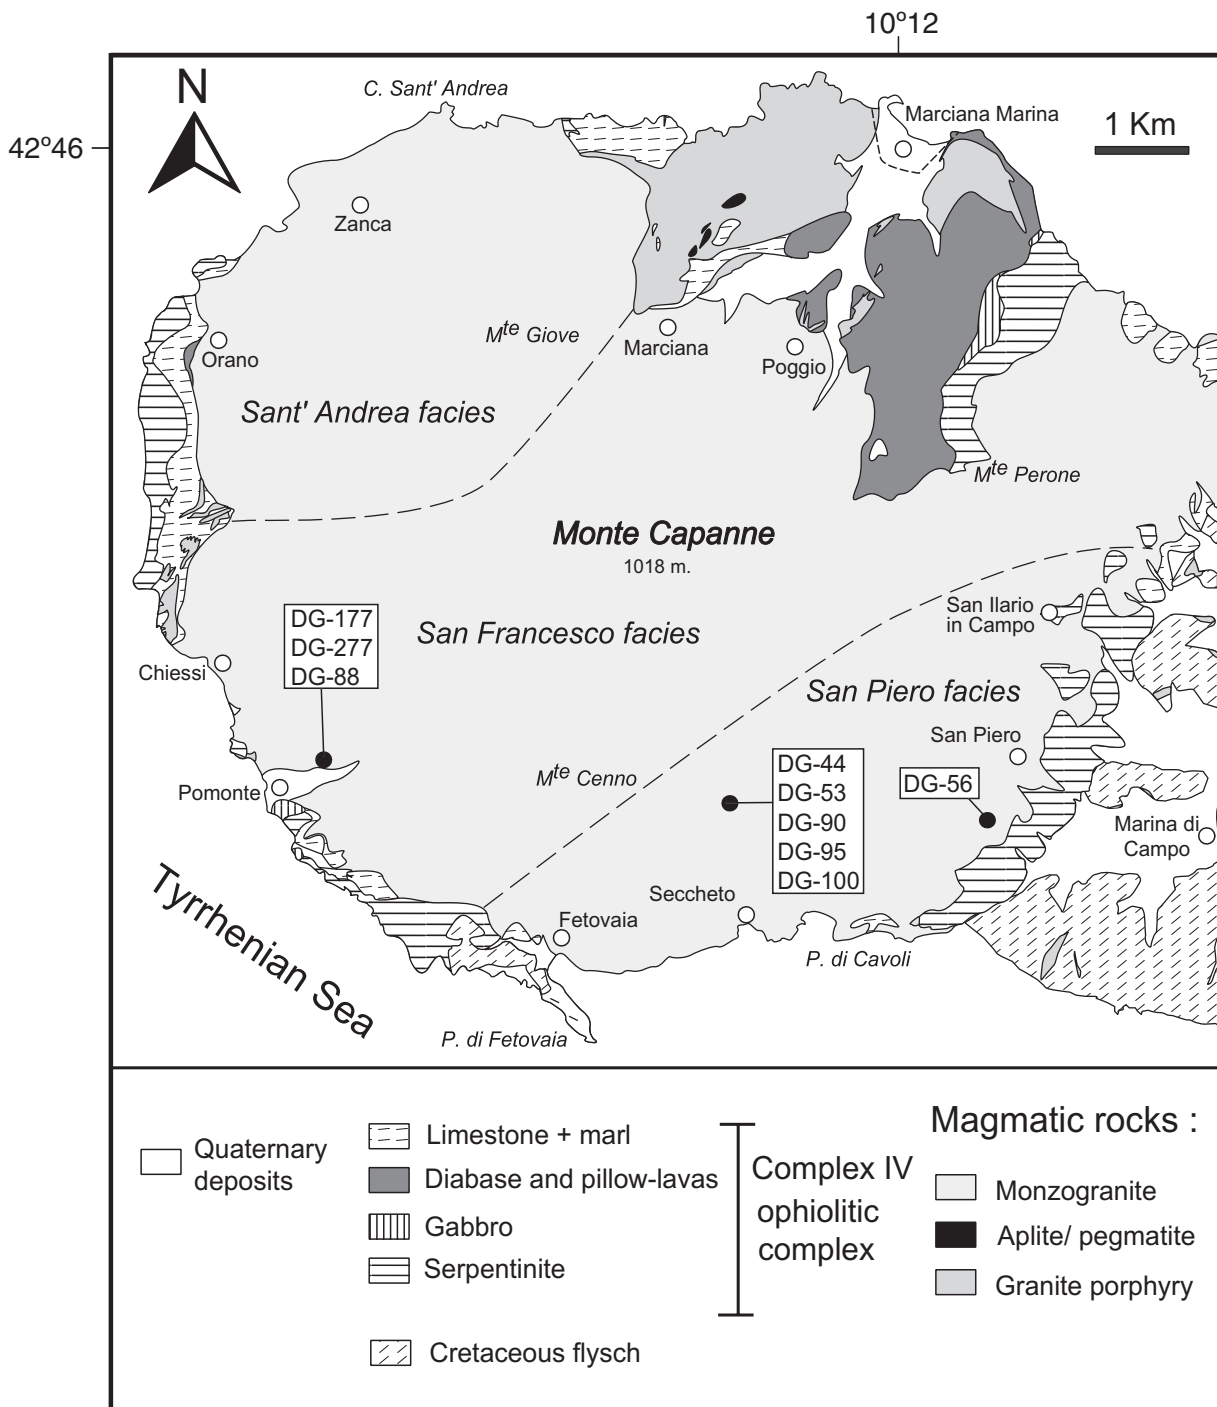 10º12
42º46
N
C. Sant' Andrea
Marciana Marina
1 Km
Zanca
Mte Giove
Orano
Marciana
Poggio
Sant' Andrea facies
Mte Perone
Monte Capanne
1018 m.
San Ilario
in Campo
DG-177
DG-277
DG-88
San Francesco facies
Chiessi
San Piero facies
San Piero
Mte Cenno
DG-44
DG-53
DG-90
DG-95
DG-100
DG-56
Pomonte
Marina di
Campo
Seccheto
Fetovaia
P. di Cavoli
Tyrrhenian Sea
P. di Fetovaia
Quaternary
deposits
Limestone + marl
Diabase and pillow-lavas
Gabbro
Serpentinite
Cretaceous flysch
Complex IV
ophiolitic
complex
Magmatic rocks :
Monzogranite
Aplite/ pegmatite
Granite porphyry